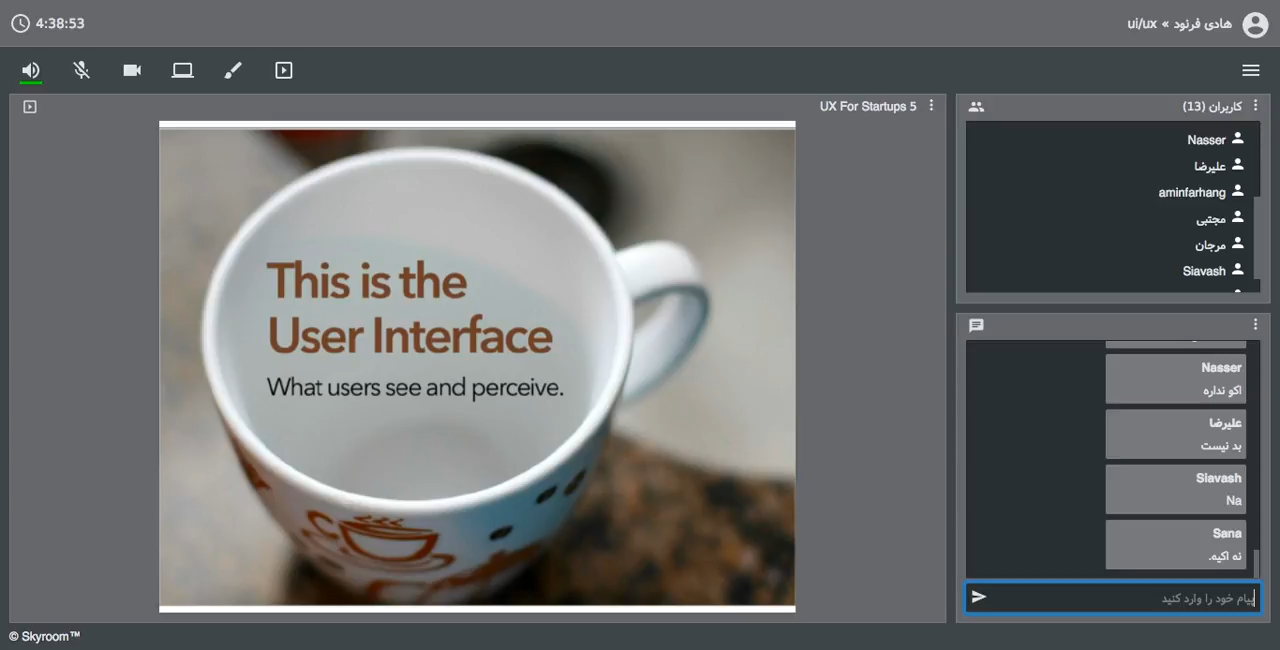 4:38:53
هادی فرنود » ui/ux
UX For Startups 5
This is the
User Interface
What users see and perceive.
کاربران (13)
Nasser
علیرضا
aminfarhang
مجتبی
مرجان
Siavash
Nasser
اکو نداره
علیرضا
بد نیست
Siavash
Na
Sana
نه اکیه.
پیام خود را وارد کنید
© Skyroom™